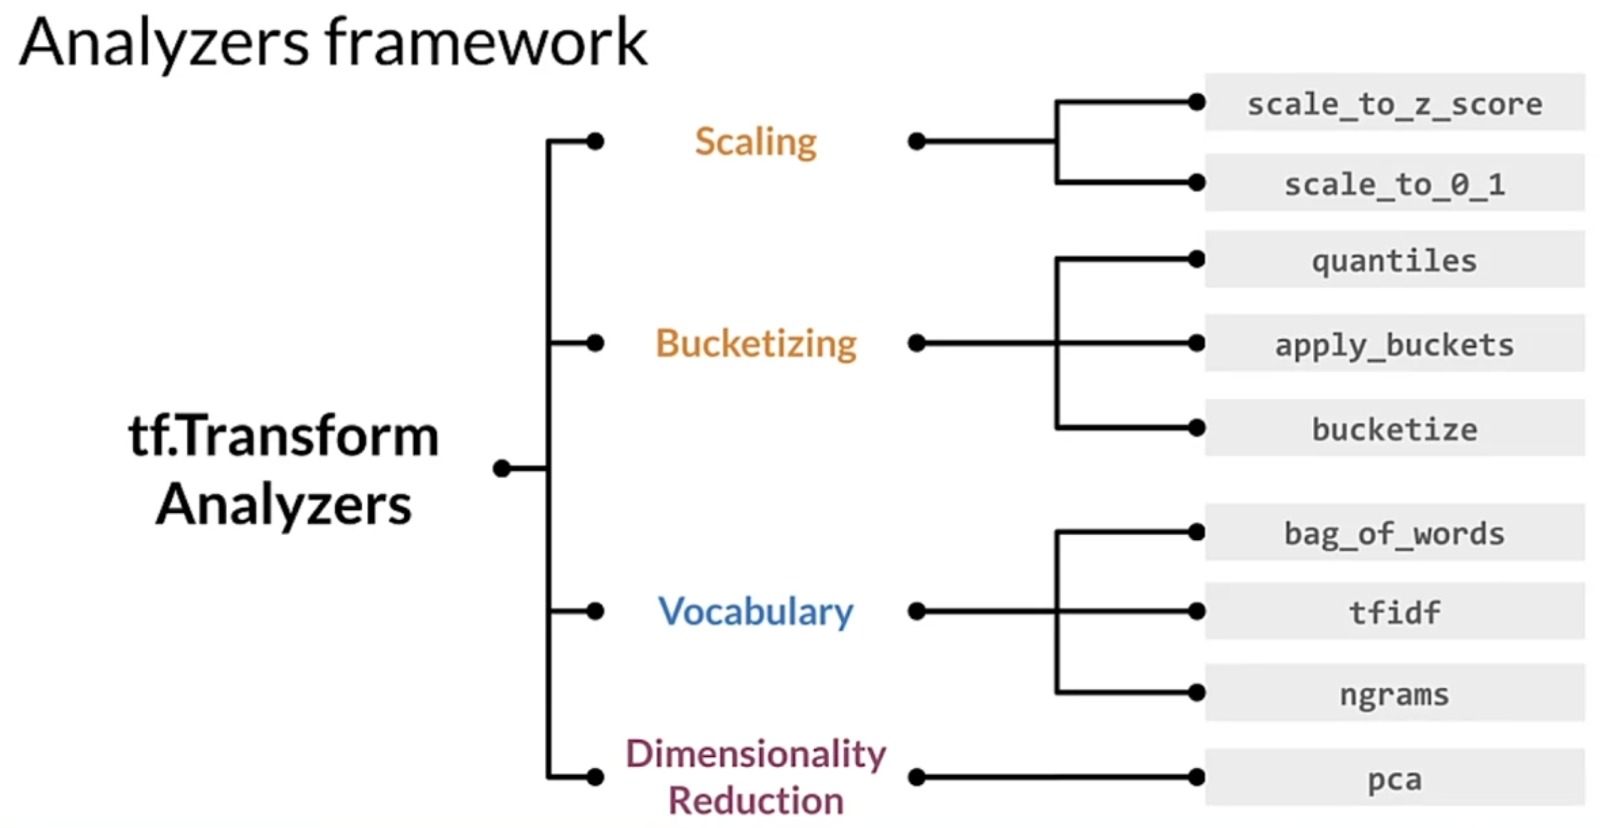 Analyzers framework
tf.Transform
Analyzers
Scaling
scale_to_z_score
scale_to_0_1
Bucketizing
quantiles
apply_buckets
bucketize
Vocabulary
bag_of_words
tfidf
ngrams
Dimensionality
Reduction
pca